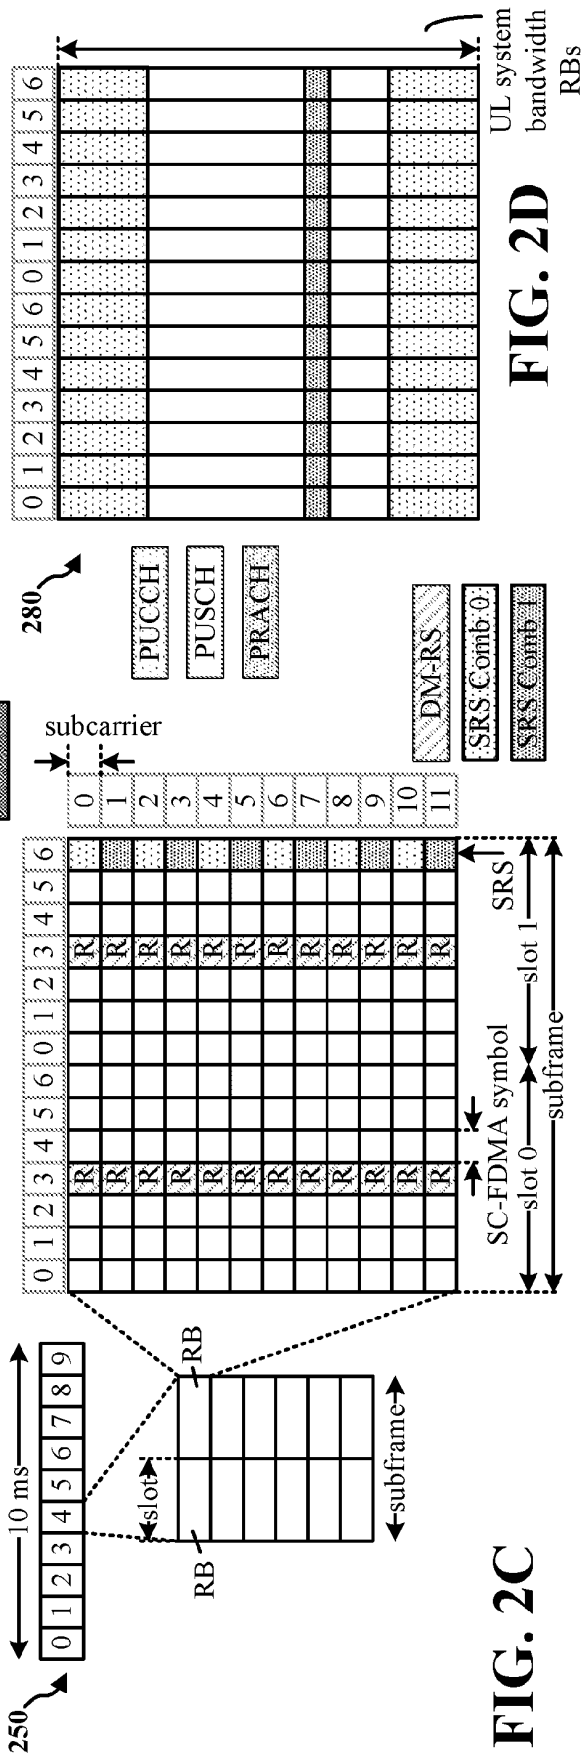 250
10 ms
0 1 2 3 4 5 6 7 8 9
slot
RB
RB
subframe
FIG. 2C
0 1 2 3 4 5 6 0 1 2 3 4 5 6
subcarrier
0
1
2
3
4
5
6
7
8
9
10
11
R R
R R
R R
R R
R R
R R
R R
R R
R R
R R
R R
R R
SC-FDMA symbol
SRS
slot 0
slot 1
subframe
DM-RS
SRS Comb 0
SRS Comb 1
280
PUCCH
PUSCH
PRACH
0 1 2 3 4 5 6 0 1 2 3 4 5 6
UL system
bandwidth
RBs
FIG. 2D